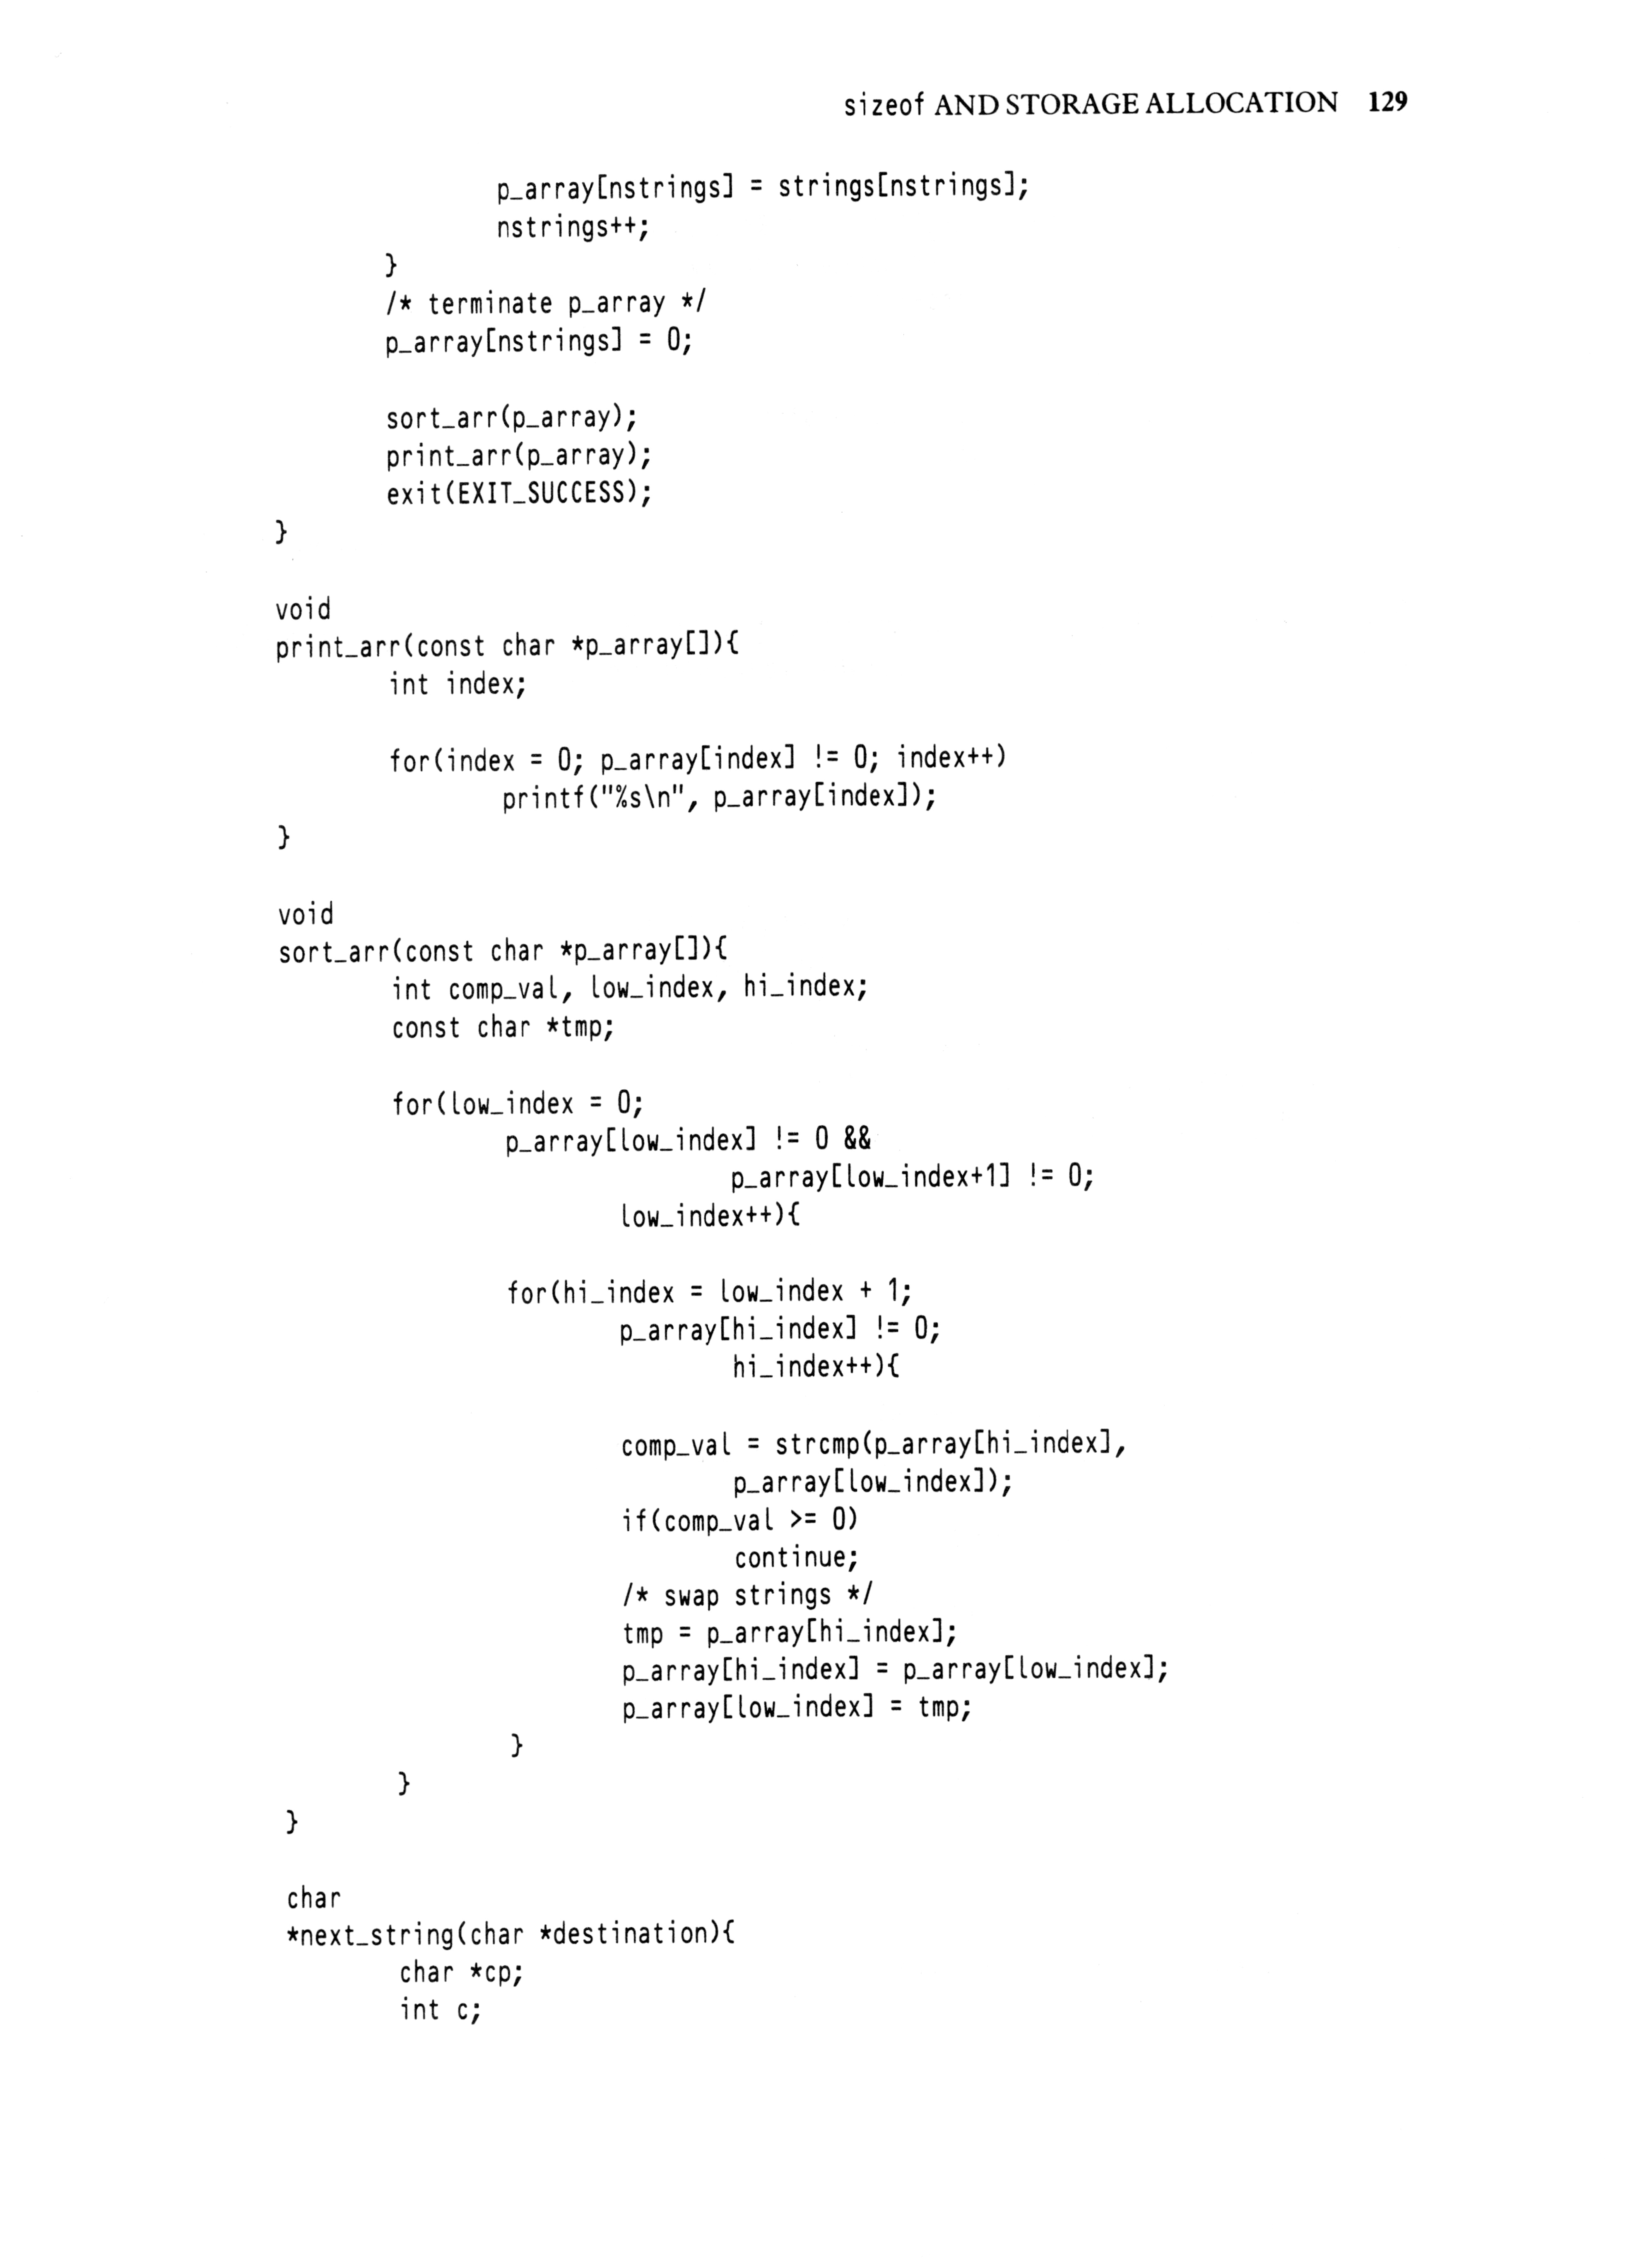 sizeof AND STORAGE ALLOCATION 129
p_array[nstrings] = strings[nstrings];
nstrings++;
}
/* terminate p_array */
p_array[nstrings] = 0;
sort_arr(p_array);
print_arr(p_array);
exit(EXIT_SUCCESS);
}
void
print_arr(const char *p_array[]){
int index;
for(index = 0; p_array[index] != 0; index++)
printf("%s\n", p_array[index]);
}
void
sort_arr(const char *p_array[]){
int comp_val, low_index, hi_index;
const char *tmp;
for(low_index = 0;
p_array[low_index] != 0 &&
p_array[low_index+1] != 0;
low_index++){
for(hi_index = low_index + 1;
p_array[hi_index] != 0;
hi_index++){
comp_val = strcmp(p_array[hi_index],
p_array[low_index]);
if(comp_val >= 0)
continue;
/* swap strings */
tmp = p_array[hi_index];
p_array[hi_index] = p_array[low_index];
p_array[low_index] = tmp;
}
}
}
char
*next_string(char *destination){
char *cp;
int c;